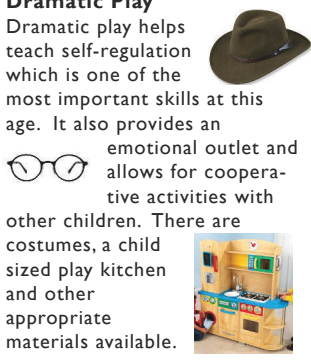 Dramatic Play
Dramatic play helps
teach self-regulation
which is one of the
most important skills at this
age. It also provides an
emotional outlet and
allows for coopera-
tive activities with
other children. There are
costumes, a child
sized play kitchen
and other
appropriate
materials available.